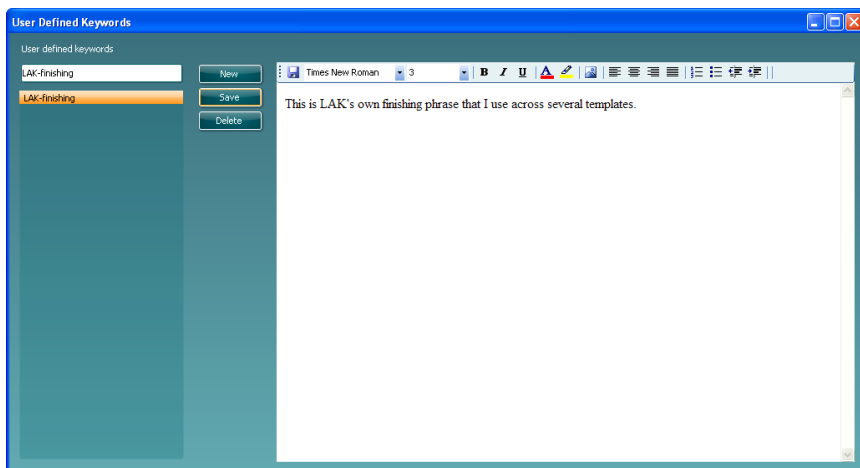 User Defined Keywords
User defined keywords
LAK-finishing
New
Times New Roman
3
B I U A
LAK-finishing
Save
Delete
This is LAK's own finishing phrase that I use across several templates.